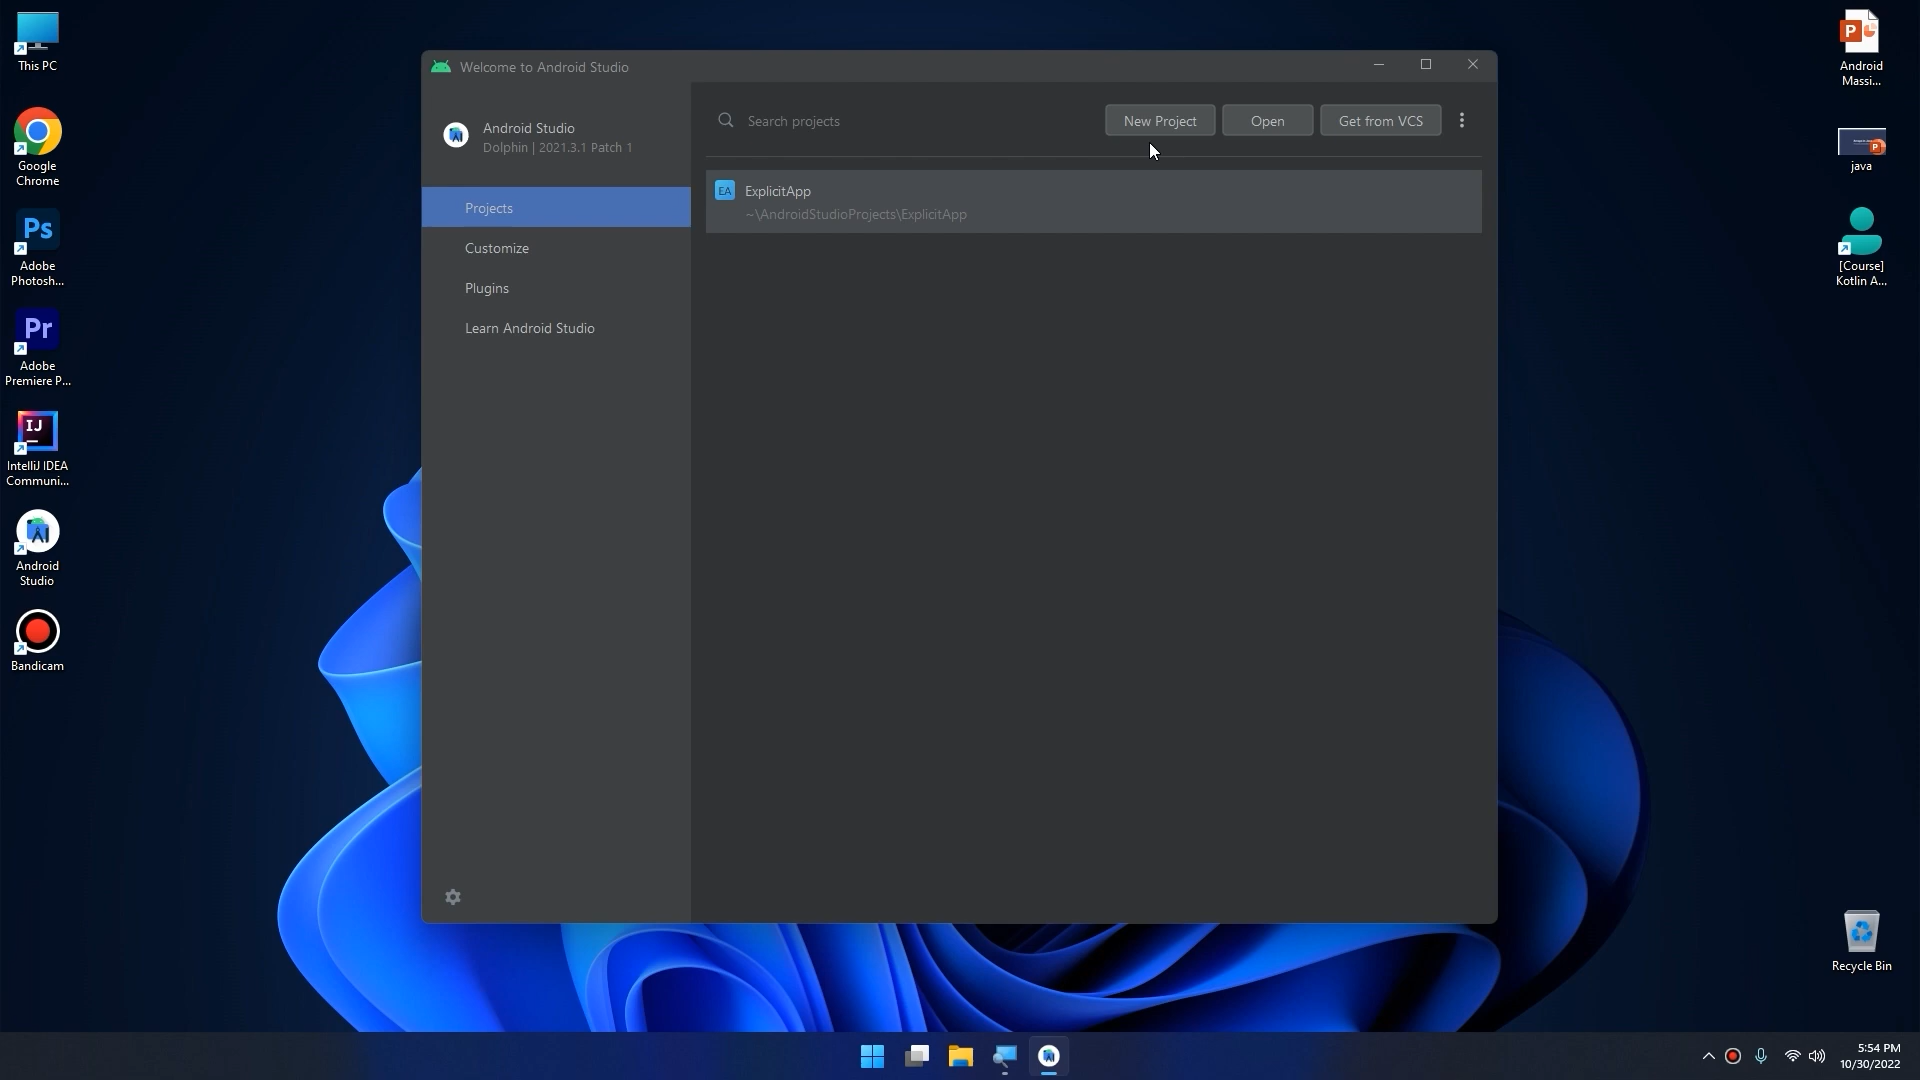 This PC
Google
Chrome
Ps
Adobe
Photosh...
Pr
Adobe
Premiere P...
IJ
IntelliJ IDEA
Communi...
Android
Studio
Bandicam
Welcome to Android Studio
Android Studio
Dolphin | 2021.3.1 Patch 1
Projects
Customize
Plugins
Learn Android Studio
Search projects
New Project
Open
Get from VCS
EA
ExplicitApp
~\AndroidStudioProjects\ExplicitApp
P
Android
Massi...
P
java
[Course]
Kotlin A...
Recycle Bin
5:54 PM
10/30/2022